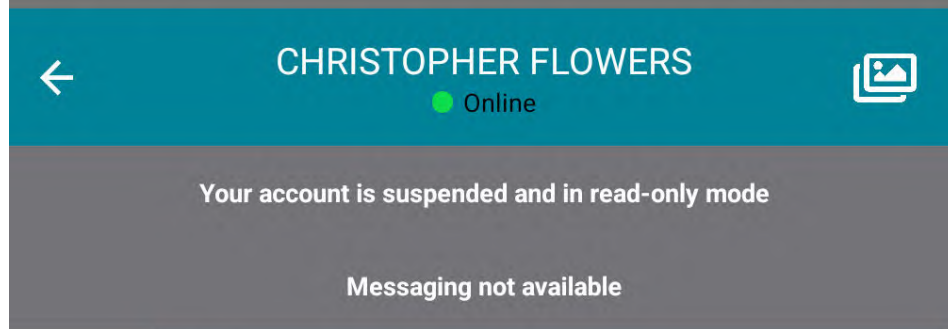 CHRISTOPHER FLOWERS
Online
Your account is suspended and in read-only mode
Messaging not available